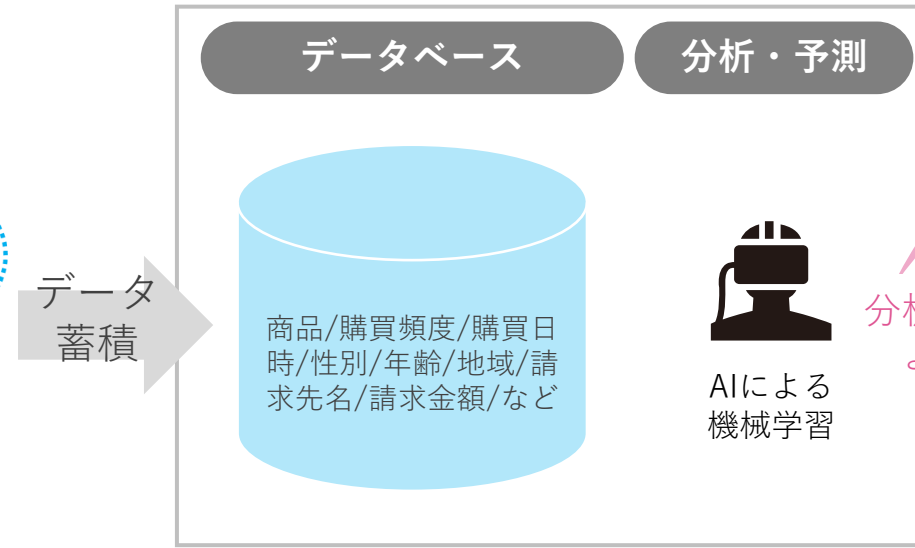 データベース
分析・予測
データ
蓄積
商品/購買頻度/購買日
時/性別/年齢/地域/請
求先名/請求金額/など
AIによる
機械学習